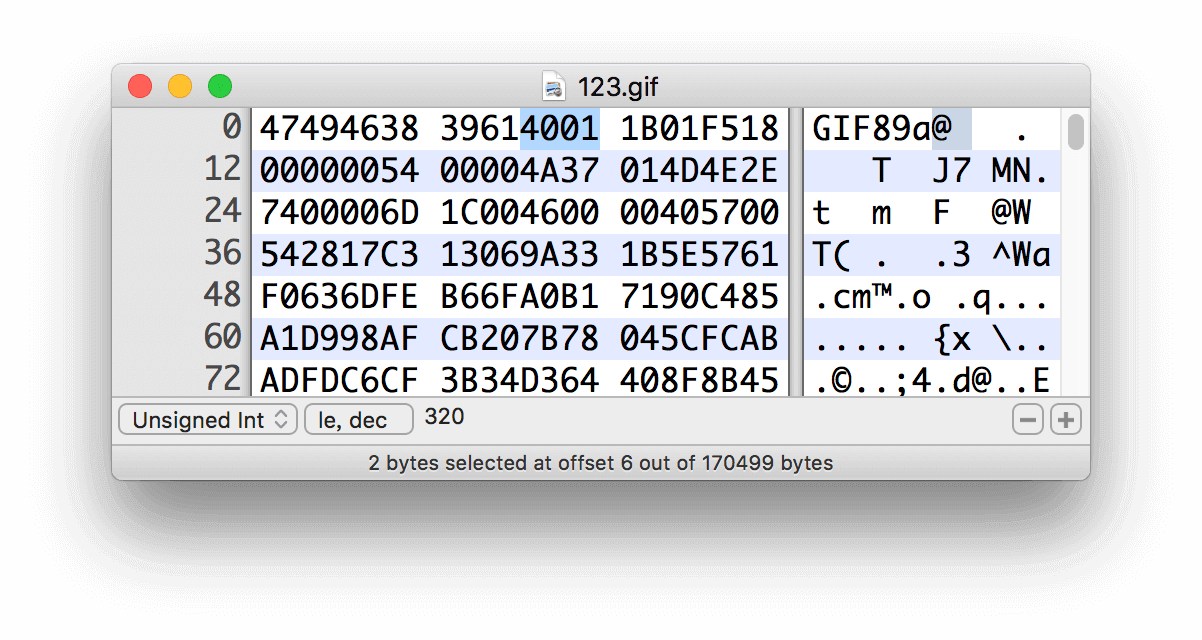 123.gif
0 47494638 39614001 1B01F518 GIF89a@ .
12 00000054 00004A37 014D4E2E T J7 MN.
24 7400006D 1C004600 00405700 t m F @W
36 542817C3 13069A33 1B5E5761 T( . .3 ^Wa
48 F0636DFE B66FA0B1 7190C485 .cm™.o .q...
60 A1D998AF CB207B78 045CFCAB ..... {x \..
72 ADFDC6CF 3B34D364 408F8B45 .©..;4.d@..E
Unsigned Int le, dec 320
2 bytes selected at offset 6 out of 170499 bytes